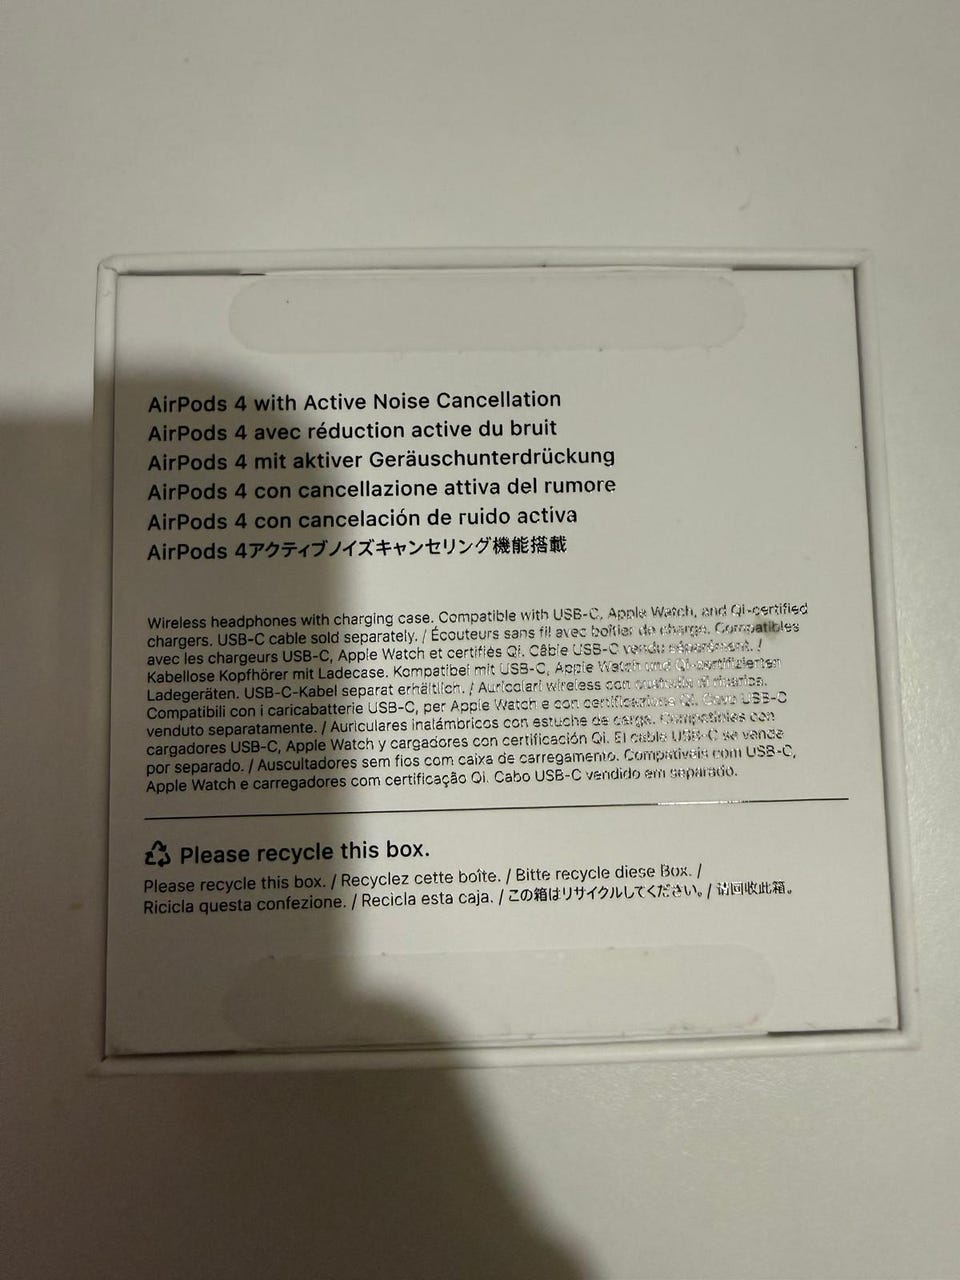 AirPods 4 with Active Noise Cancellation
AirPods 4 avec réduction active du bruit
AirPods 4 mit aktiver Geräuschunterdrückung
AirPods 4 con cancellazione attiva del rumore
AirPods 4 con cancelación de ruido activa
AirPods 4アクティブノイズキャンセリング機能搭載
Wireless headphones with charging case. Compatible with USB-C, Apple Watch, and Qi-certified
chargers. USB-C cable sold separately. / Écouteurs sans fil avec boîtier de charge. Compatibles
avec les chargeurs USB-C, Apple Watch et certifiés Qi. Câble USB-C vendu séparément. /
Kabellose Kopfhörer mit Ladecase. Kompatibel mit USB-C, Apple Watch und Qi-zertifizierten
Ladegeräten. USB-C-Kabel separat erhältlich. / Auricolari wireless con custodia di ricarica.
Compatibili con i caricabatterie USB-C, per Apple Watch e con certificazione Qi. Cavo USB-C
venduto separatamente. / Auriculares inalámbricos con estuche de carga. Compatibles con
cargadores USB-C, Apple Watch y cargadores con certificación Qi. El cable USB-C se vende
por separado. / Auscultadores sem fios com caixa de carregamento. Compatíveis com USB-C,
Apple Watch e carregadores com certificação Qi. Cabo USB-C vendido em separado.
Please recycle this box.
Please recycle this box. / Recyclez cette boîte. / Bitte recycle diese Box. /
Ricicla questa confezione. / Recicla esta caja. / この箱はリサイクルしてください。/ 请回收此箱。